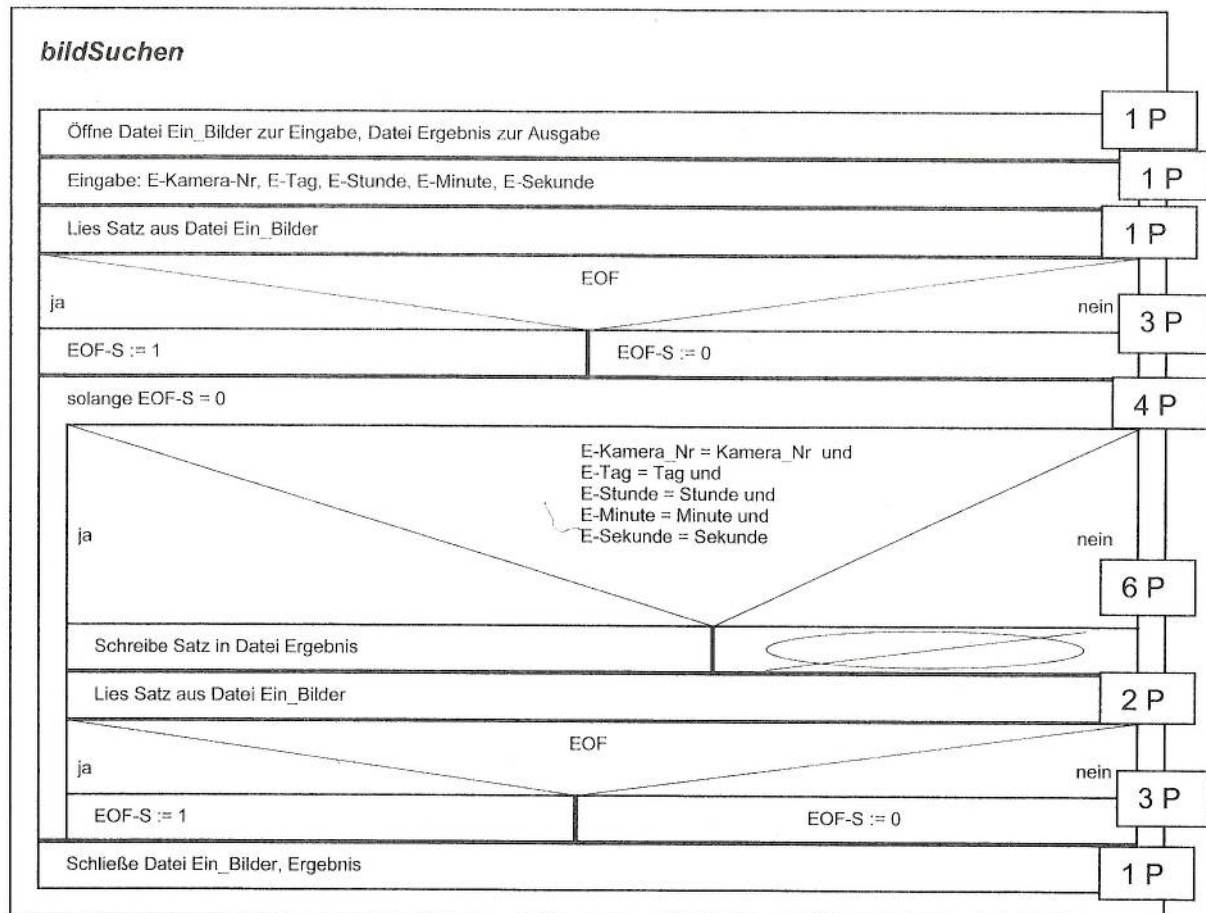 bildSuchen
1 P
Öffne Datei Ein_Bilder zur Eingabe, Datei Ergebnis zur Ausgabe
1 P
Eingabe: E-Kamera-Nr, E-Tag, E-Stunde, E-Minute, E-Sekunde
1 P
Lies Satz aus Datei Ein_Bilder
EOF
ja
nein
3 P
EOF-S := 1
EOF-S := 0
solange EOF-S = 0
4 P
E-Kamera_Nr = Kamera_Nr und
E-Tag = Tag und
E-Stunde = Stunde und
E-Minute = Minute und
E-Sekunde = Sekunde
ja
nein
6 P
Schreibe Satz in Datei Ergebnis
Lies Satz aus Datei Ein_Bilder
2 P
EOF
ja
nein
3 P
EOF-S := 1
EOF-S := 0
Schließe Datei Ein_Bilder, Ergebnis
1 P